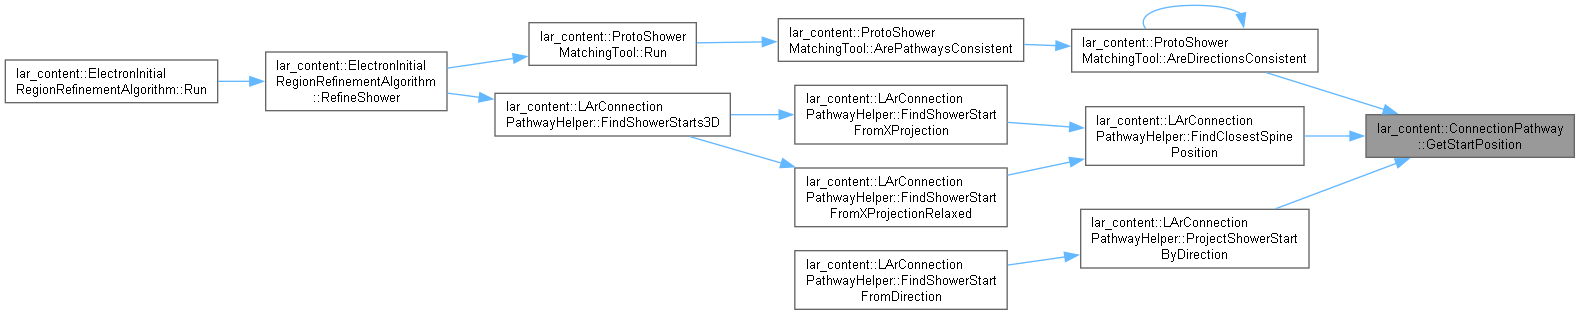 lar_content::ElectronInitial
RegionRefinementAlgorithm::Run
lar_content::ElectronInitial
RegionRefinementAlgorithm
::RefineShower
lar_content::ProtoShower
MatchingTool::Run
lar_content::LArConnection
PathwayHelper::FindShowerStarts3D
lar_content::ProtoShower
MatchingTool::ArePathwaysConsistent
lar_content::LArConnection
PathwayHelper::FindShowerStart
FromXProjection
lar_content::LArConnection
PathwayHelper::FindShowerStart
FromXProjectionRelaxed
lar_content::LArConnection
PathwayHelper::FindShowerStart
FromDirection
lar_content::ProtoShower
MatchingTool::AreDirectionsConsistent
lar_content::LArConnection
PathwayHelper::FindClosestSpine
Position
lar_content::LArConnection
PathwayHelper::ProjectShowerStart
ByDirection
lar_content::ConnectionPathway
::GetStartPosition